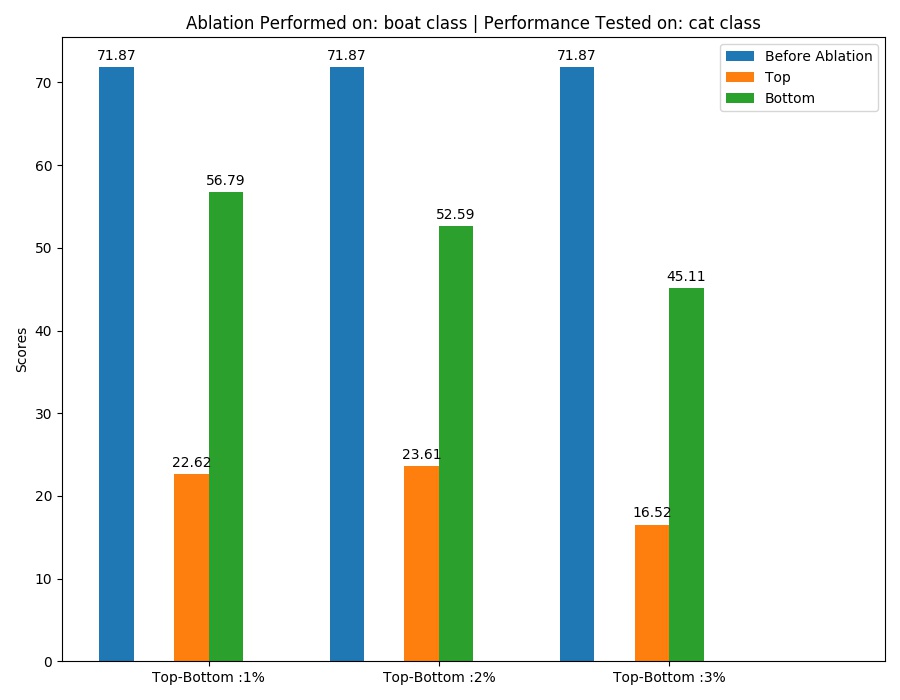 Ablation Performed on: boat class | Performance Tested on: cat class
Before Ablation
Top
Bottom
71.87
71.87
71.87
56.79
52.59
45.11
22.62
23.61
16.52
Scores
70
60
50
40
30
20
10
0
Top-Bottom :1%
Top-Bottom :2%
Top-Bottom :3%